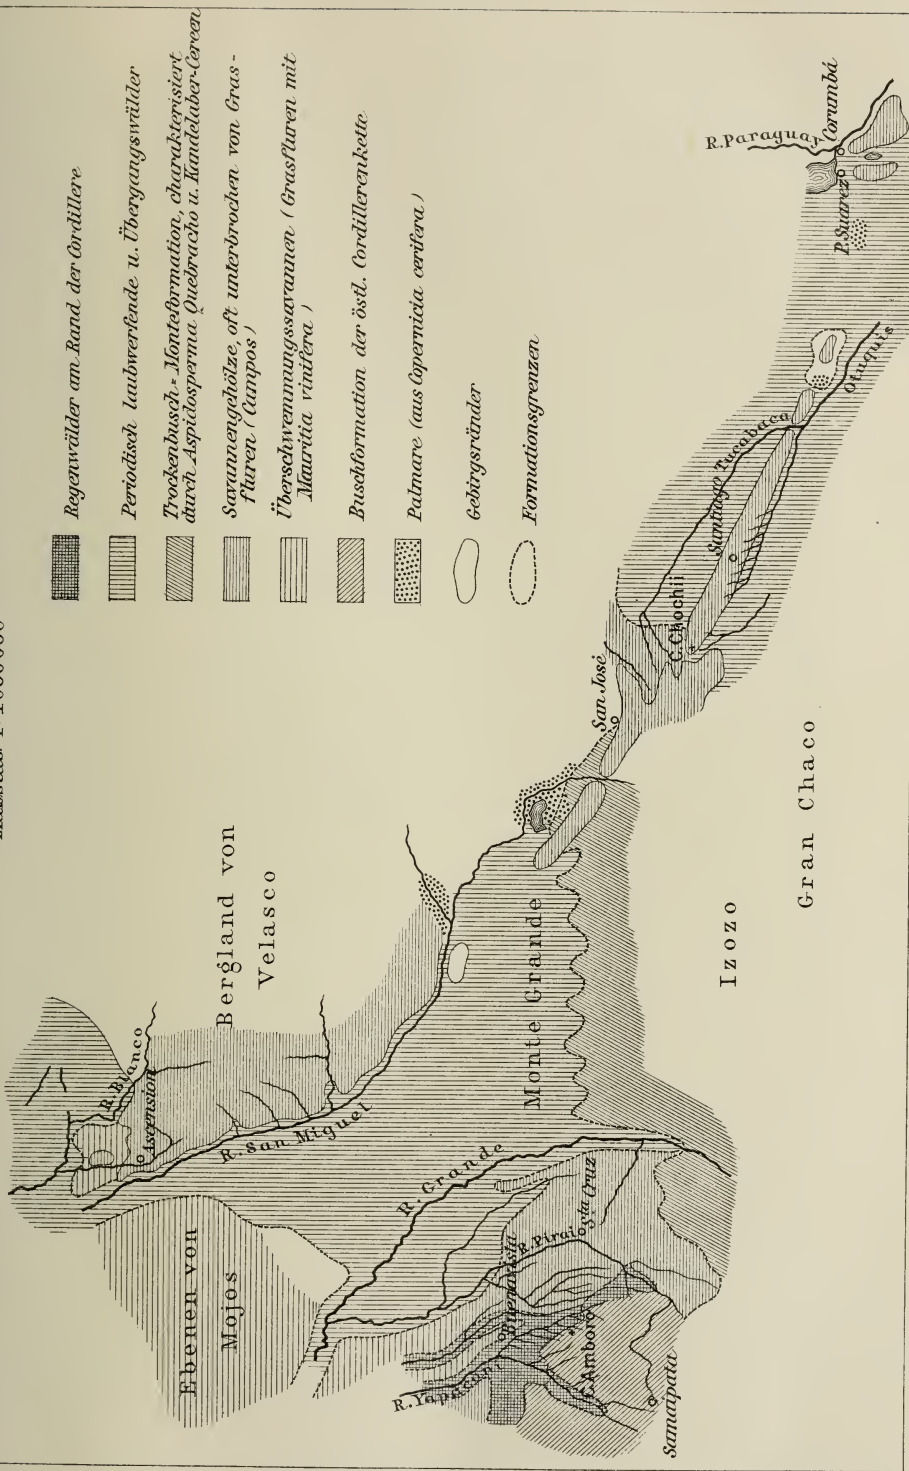 Regenwälder am Rand der Cordillere
Periodisch laubwerfende u. Übergangswälder
Trockenbusch=Monteformation, charakterisiert
durch Aspidosperma Quebracho u. Kandelaber-Cereen
Savannengehölze, oft unterbrochen von Gras-
fluren (Campos)
Überschwemmungssavannen (Grasfluren mit
Mauritia vinifera)
Buschformation der östl. Cordillerenkette
Palmare (aus Copernicia cerifera)
Gebirgsränder
Formationsgrenzen
R. Blanco
Ascension
Bergland von
Velasco
R. San Miguel
Ebenen von
Mojos
R. Grande
Monte Grande
R. Piraí
Sta Cruz
Buenavista
R. Yapacaní
C. Amboró
Samaipata
San José
C. Chochii
Santiago
Tucabaca
Otuquis
R. Paraguay
Corumbá
P. Suarez
Izozo
Gran Chaco